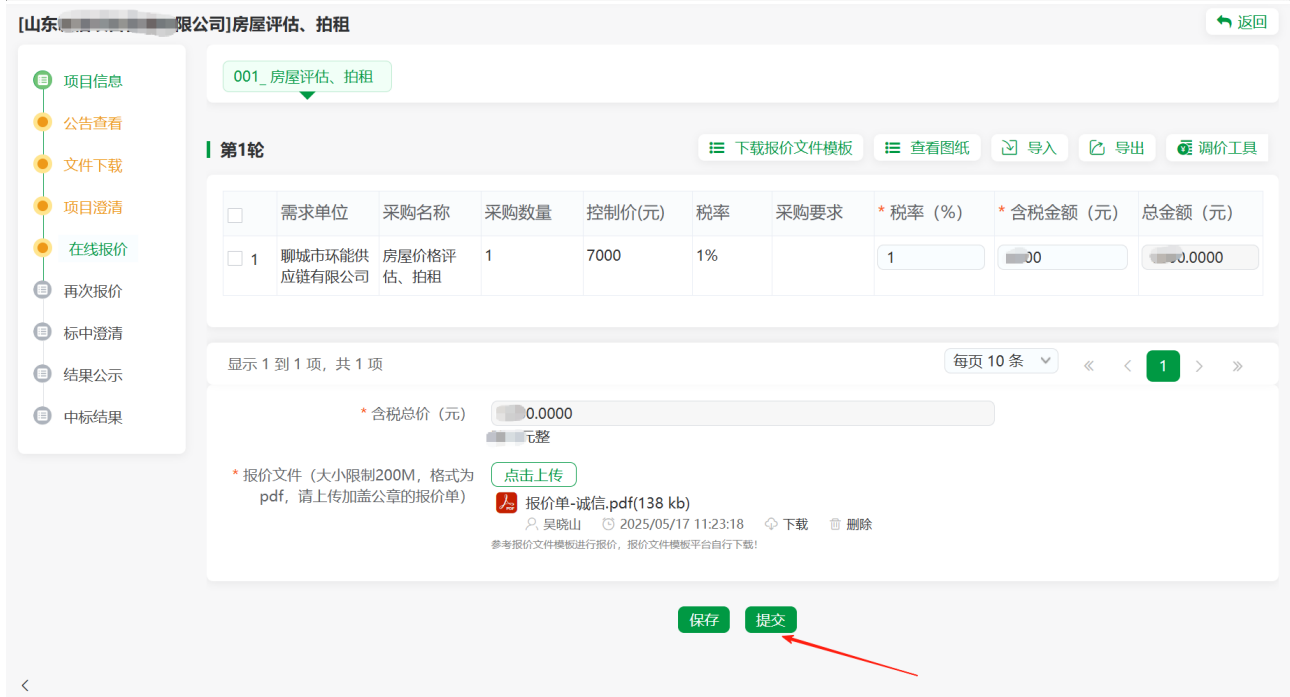 [山东 限公司]房屋评估、拍租
返回
项目信息
公告查看
文件下载
项目澄清
在线报价
再次报价
标中澄清
结果公示
中标结果
001_ 房屋评估、拍租
第1轮
下载报价文件模板 查看图纸 导入 导出 调价工具
需求单位 采购名称 采购数量 控制价(元) 税率 采购要求 * 税率（%） * 含税金额（元） 总金额（元）
1 聊城市环能供 房屋价格评 1 7000 1% 1 00 0.0000
应链有限公司 估、拍租
显示 1 到 1 项，共 1 项
每页 10 条 « ‹ 1 › »
* 含税总价（元） 0.0000
元整
* 报价文件（大小限制200M，格式为 点击上传
pdf，请上传加盖公章的报价单） 报价单-诚信.pdf(138 kb)
吴晓山 2025/05/17 11:23:18 下载 删除
参考报价文件模板进行报价，报价文件模板平台自行下载！
保存 提交